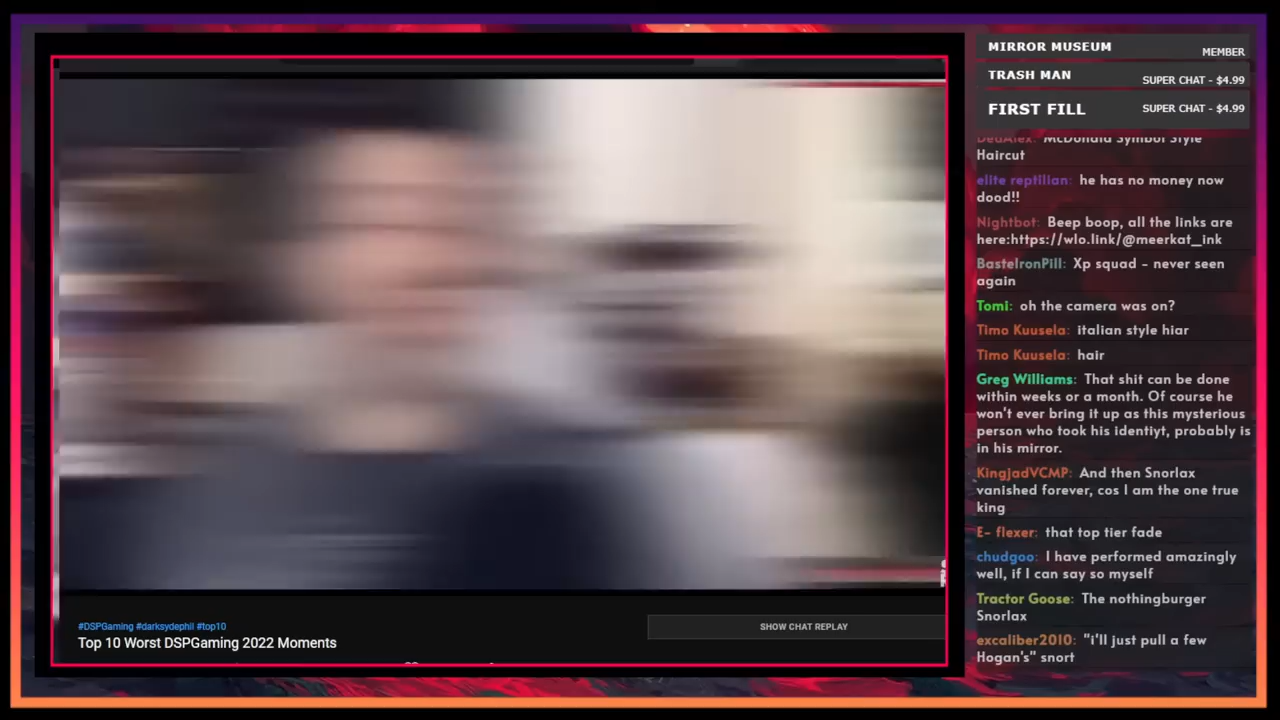 MIRROR MUSEUM
MEMBER
TRASH MAN
SUPER CHAT - $4.99
FIRST FILL
SUPER CHAT - $4.99
DedAlex: McDonald Symbol Style
Haircut
elite reptilian: he has no money now
dood!!
Nightbot: Beep boop, all the links are
here:https://wlo.link/@meerkat_ink
BasteIronPill: Xp squad - never seen
again
Tomi: oh the camera was on?
Timo Kuusela: italian style hiar
Timo Kuusela: hair
Greg Williams: That shit can be done
within weeks or a month. Of course he
won't ever bring it up as this mysterious
person who took his identiyt, probably is
in his mirror.
KingjadVCMP: And then Snorlax
vanished forever, cos I am the one true
king
E- flexer: that top tier fade
chudgoo: I have performed amazingly
well, if I can say so myself
Tractor Goose: The nothingburger
Snorlax
excaliber2010: "i'll just pull a few
Hogan's" snort
#DSPGaming #darksydephil #top10
Top 10 Worst DSPGaming 2022 Moments
SHOW CHAT REPLAY